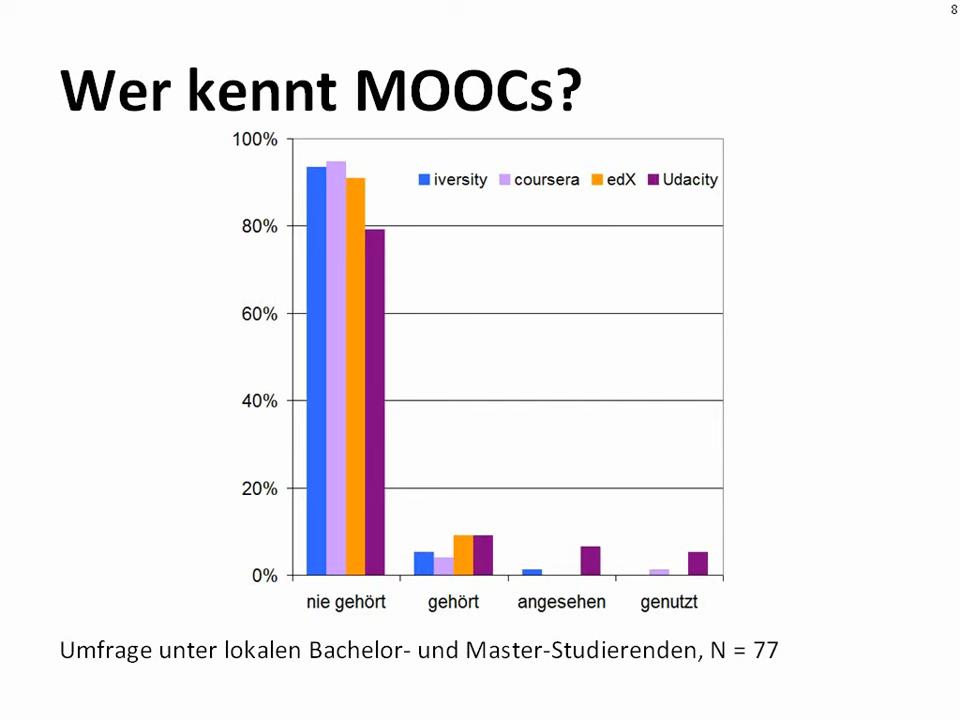 8
Wer kennt MOOCs?
100%
iversity coursera edX Udacity
80%
60%
40%
20%
0%
nie gehört gehört angesehen genutzt
Umfrage unter lokalen Bachelor- und Master-Studierenden, N = 77